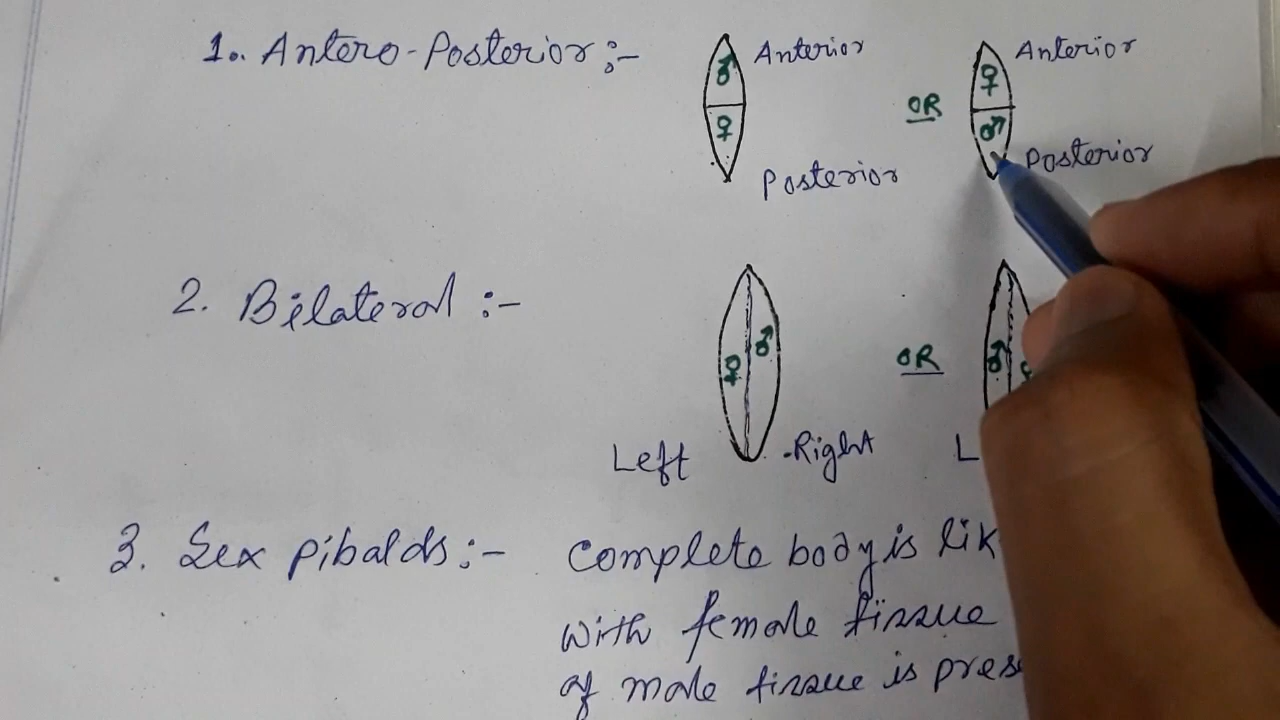 1. Antero-Posterior :-
♂ Anterior
♀
Posterior
OR
♀ Anterior
♂
Posterior
2. Bilateral :-
♀ ♂
OR
♂
Left
Right
L
3. Sex pibalds :- complete body is lik
with female tissue
of male tissue is pres